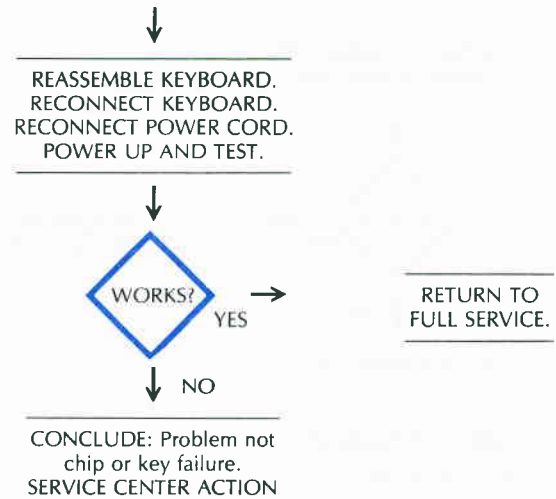 REASSEMBLE KEYBOARD.
RECONNECT KEYBOARD.
RECONNECT POWER CORD.
POWER UP AND TEST.
WORKS?
YES
RETURN TO
FULL SERVICE.
NO
CONCLUDE: Problem not
chip or key failure.
SERVICE CENTER ACTION